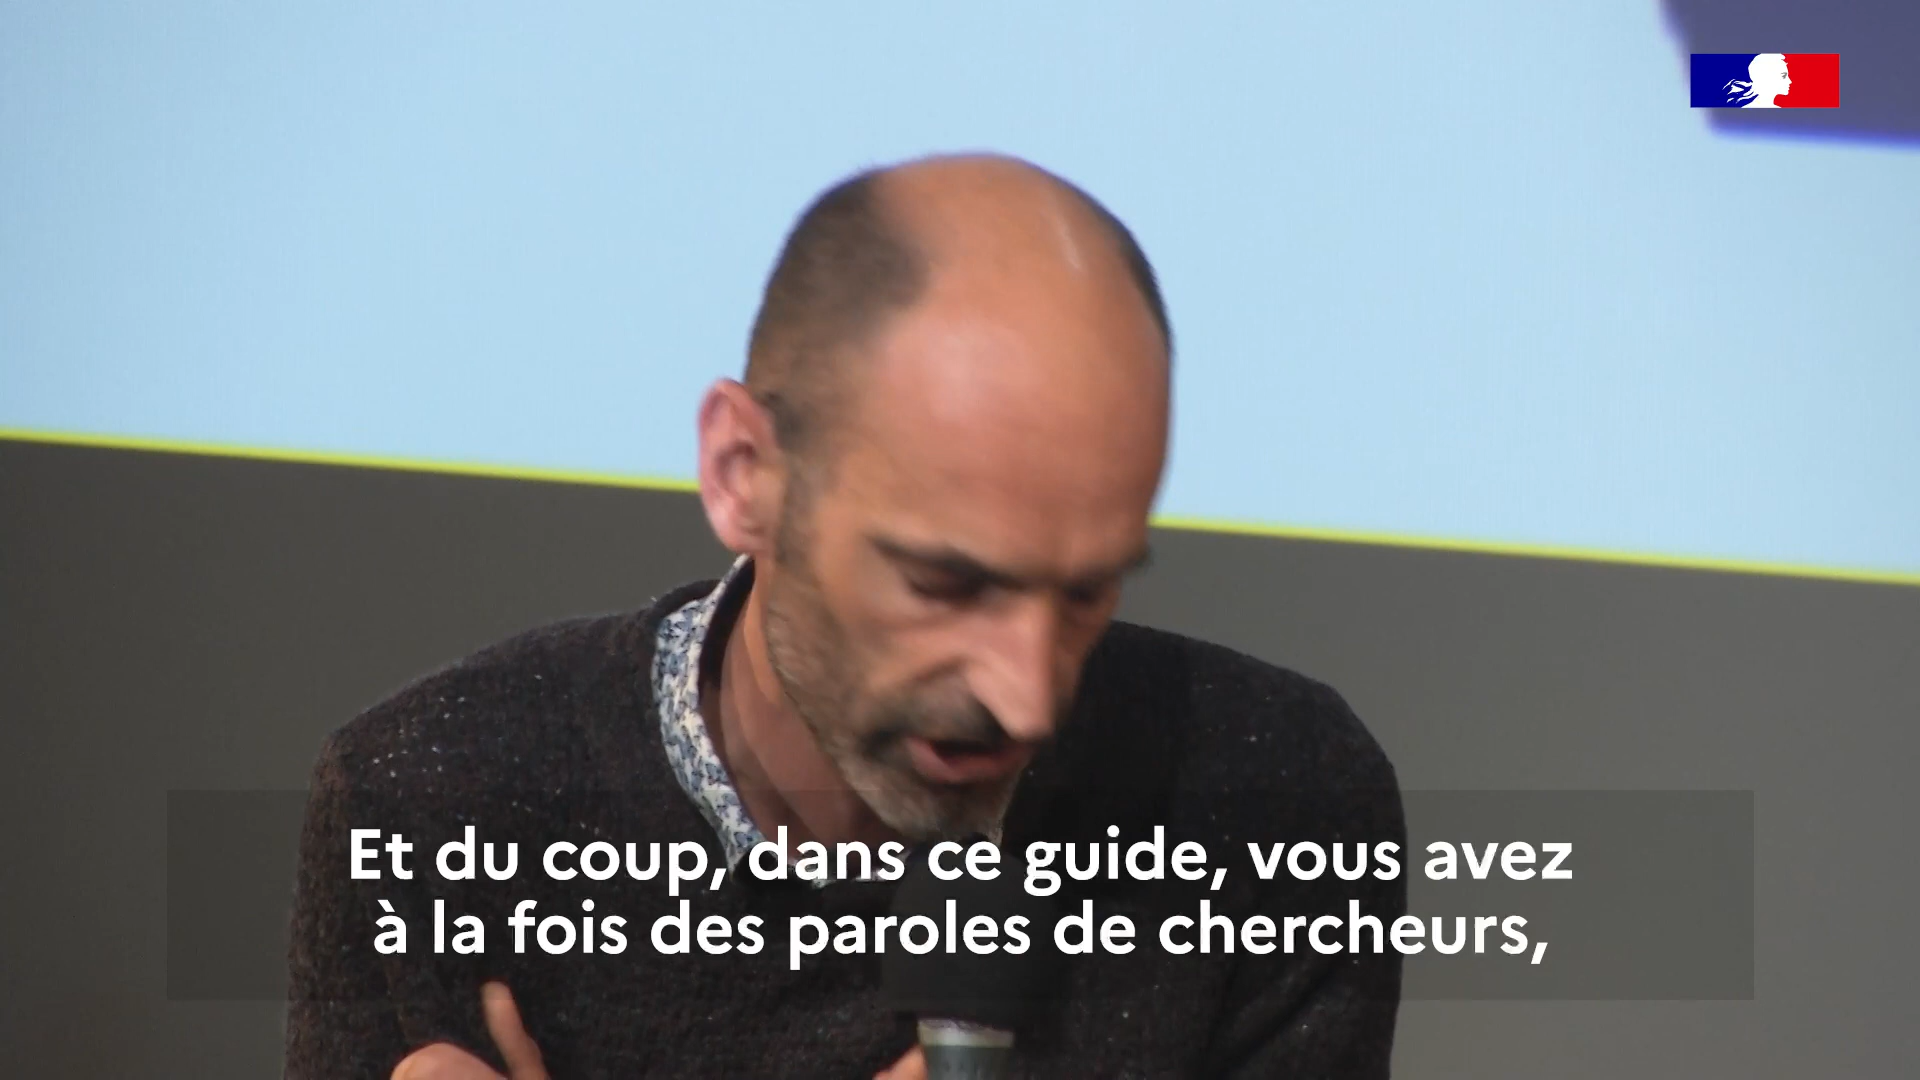 Et du coup, dans ce guide, vous avez
à la fois des paroles de chercheurs,